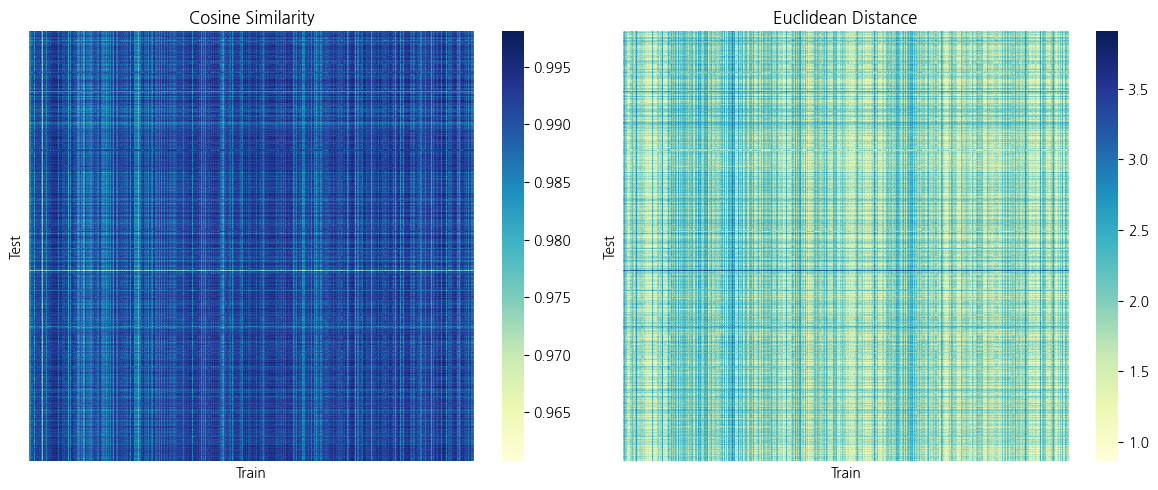 Cosine Similarity
Test
Train
0.995
0.990
0.985
0.980
0.975
0.970
0.965
Euclidean Distance
Test
Train
3.5
3.0
2.5
2.0
1.5
1.0